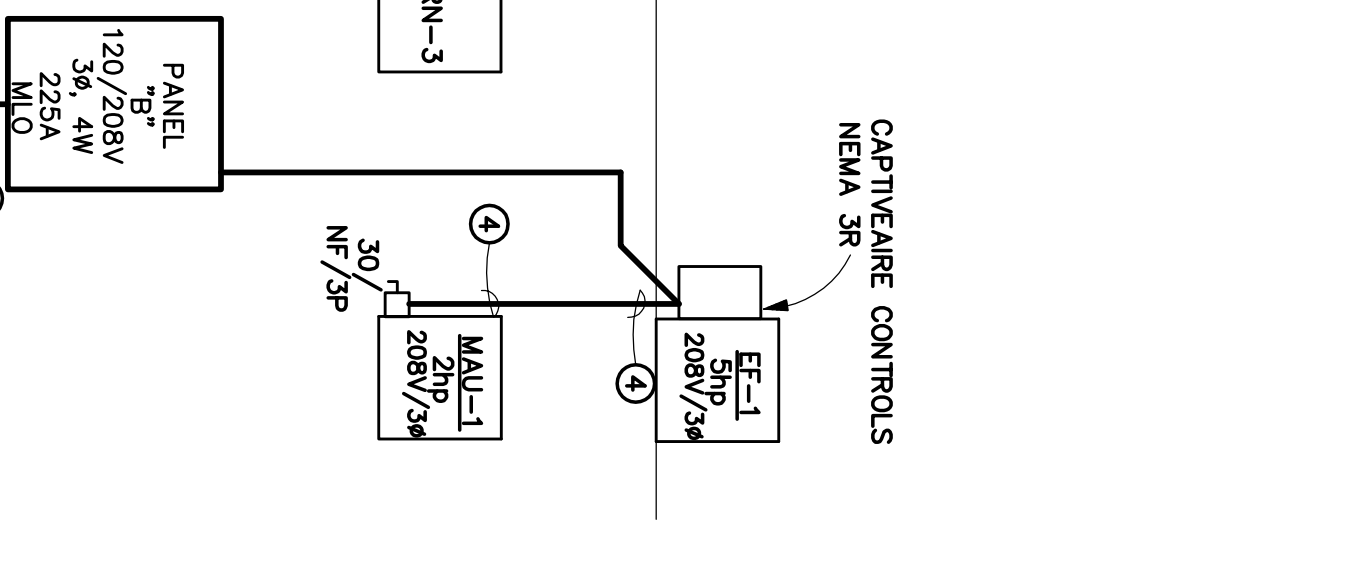 RN-3
PANEL
"B"
120/208V
3ø, 4W
225A
MLO
CAPTIVEAIRE CONTROLS
NEMA 3R
4
30
NF/3P
MAU-1
2hp
208V/3ø
4
EF-1
5hp
208V/3ø